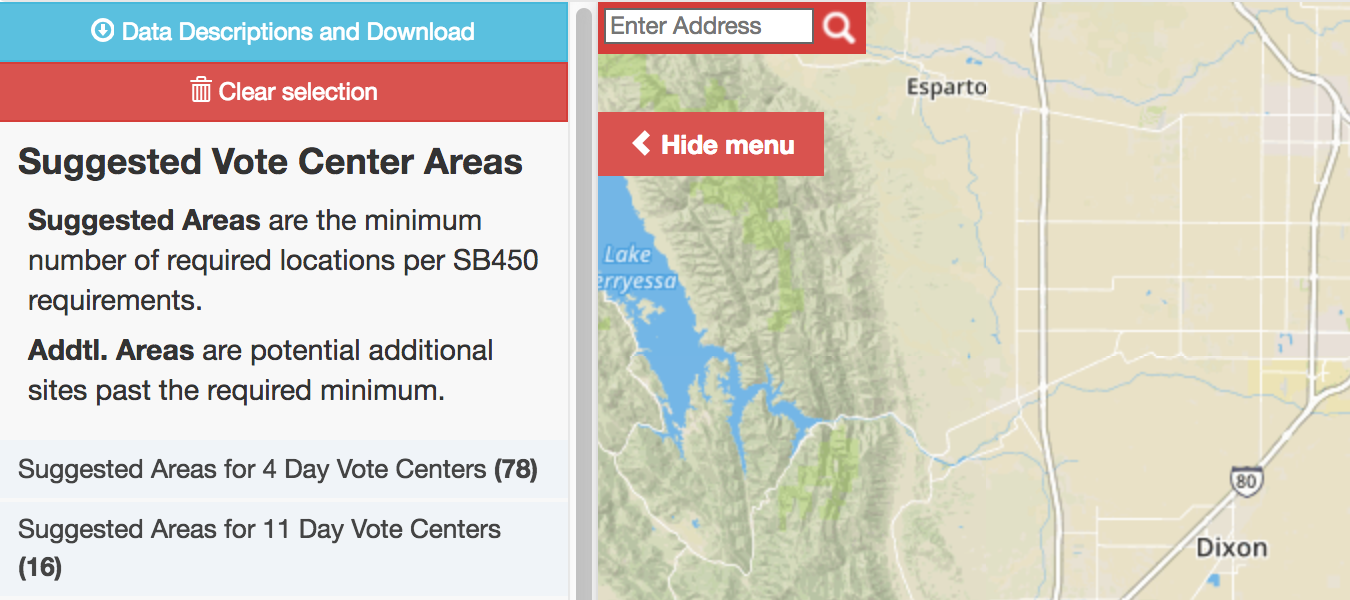 Data Descriptions and Download
Clear selection
Suggested Vote Center Areas
Suggested Areas are the minimum
number of required locations per SB450
requirements.
Addtl. Areas are potential additional
sites past the required minimum.
Suggested Areas for 4 Day Vote Centers (78)
Suggested Areas for 11 Day Vote Centers
(16)
Enter Address
Hide menu
Esparto
Lake
erryessa
80
Dixon